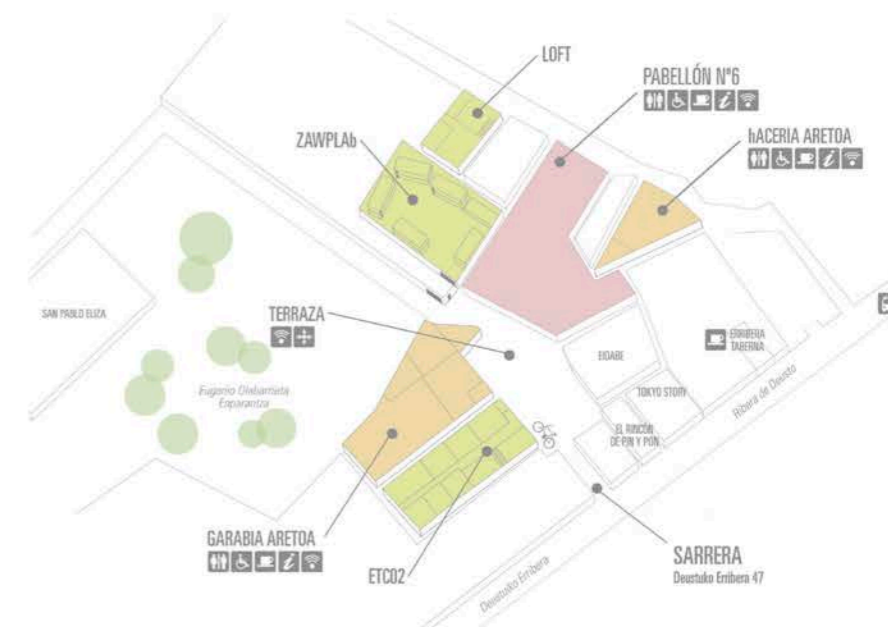 LOFT
PABELLÓN Nº6
hACERIA ARETOA
ZAWPLAb
SAN PABLO ELIZA
TERRAZA
ERRIBERA
TABERNA
EIDABE
TOKYO STORY
Ribera de Deusto
Eugenio Olabarrieta
Enparantza
EL RINCÓN
DE PIN Y PON
GARABIA ARETOA
ETC02
SARRERA
Deustuko Erribera 47
Deustuko Erribera